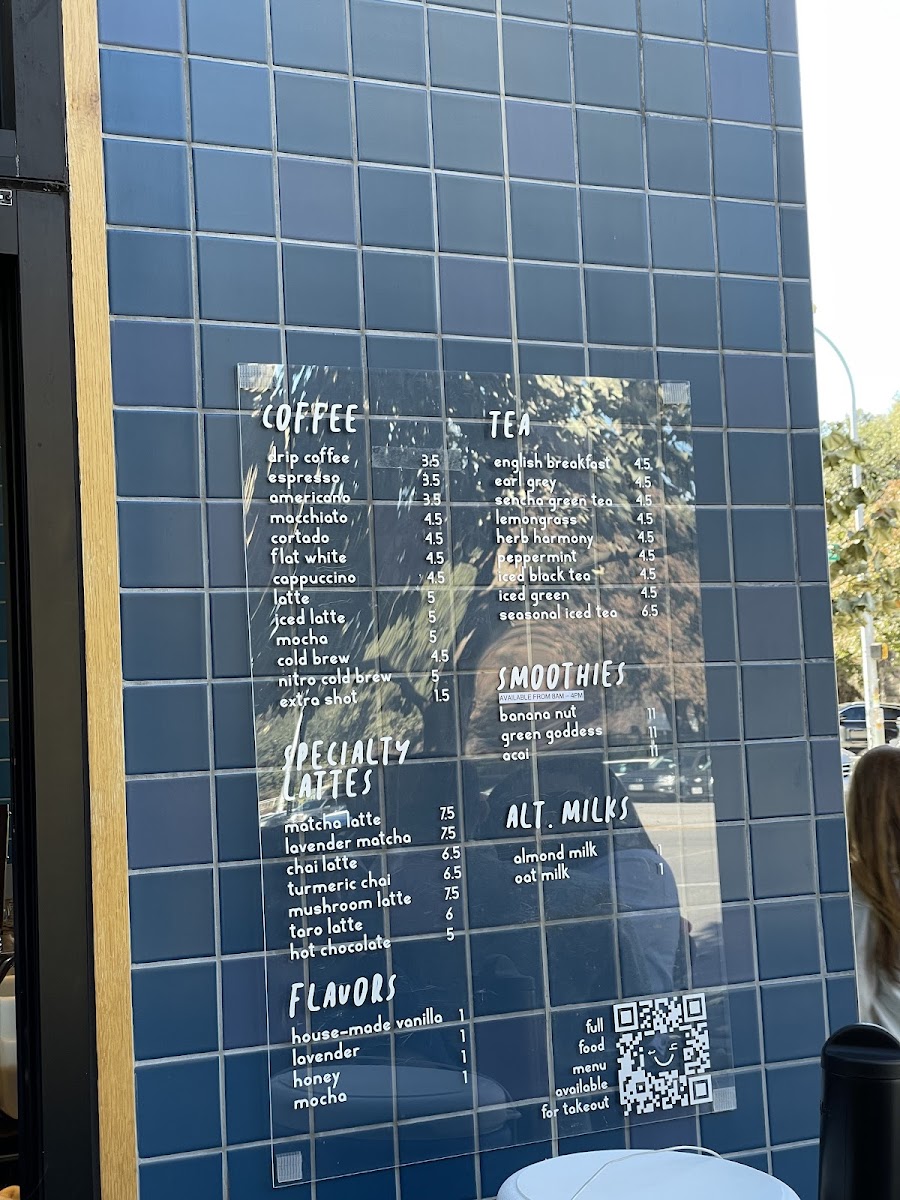 COFFEE
drip coffee 3.5
espresso 3.5
americano 3.5
macchiato 4.5
cortado 4.5
flat white 4.5
cappuccino 4.5
latte 5
iced latte 5
mocha 5
cold brew 4.5
nitro cold brew 5
extra shot 1.5
SPECIALTY
LATTES
matcha latte 7.5
lavender matcha 7.5
chai latte 6.5
turmeric chai 6.5
mushroom latte 7.5
taro latte 6
hot chocolate 5
FLAVORS
house-made vanilla 1
lavender 1
honey 1
mocha 1
TEA
english breakfast 4.5
earl grey 4.5
sencha green tea 4.5
lemongrass 4.5
herb harmony 4.5
peppermint 4.5
iced black tea 4.5
iced green 4.5
seasonal iced tea 6.5
SMOOTHIES
AVAILABLE FROM 8AM – 4PM
banana nut 11
green goddess 11
acai 11
ALT. MILKS
almond milk 1
oat milk 1
full
food
menu
available
for takeout